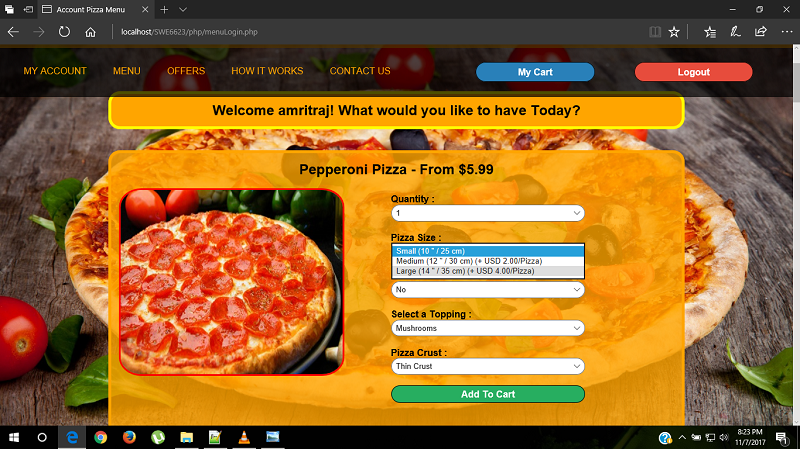 Account Pizza Menu
localhost/SWE6623/php/menuLogin.php
MY ACCOUNT MENU OFFERS HOW IT WORKS CONTACT US My Cart Logout
Welcome amritraj! What would you like to have Today?
Pepperoni Pizza - From $5.99
Quantity :
1
Pizza Size :
Small (10 " / 25 cm)
Medium (12 " / 30 cm) (+ USD 2.00/Pizza)
Large (14 " / 35 cm) (+ USD 4.00/Pizza)
No
Select a Topping :
Mushrooms
Pizza Crust :
Thin Crust
Add To Cart
8:23 PM
11/7/2017